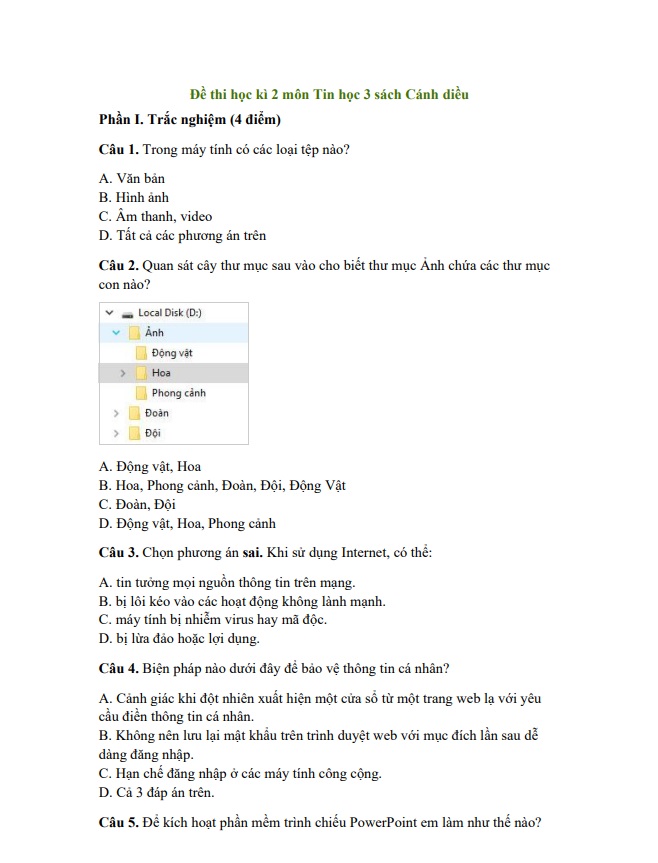 Đề thi học kì 2 môn Tin học 3 sách Cánh diều
Phần I. Trắc nghiệm (4 điểm)
Câu 1. Trong máy tính có các loại tệp nào?
A. Văn bản
B. Hình ảnh
C. Âm thanh, video
D. Tất cả các phương án trên
Câu 2. Quan sát cây thư mục sau vào cho biết thư mục Ảnh chứa các thư mục
con nào?
Local Disk (D:)
Ảnh
Động vật
Hoa
Phong cảnh
Đoàn
Đội
A. Động vật, Hoa
B. Hoa, Phong cảnh, Đoàn, Đội, Động Vật
C. Đoàn, Đội
D. Động vật, Hoa, Phong cảnh
Câu 3. Chọn phương án sai. Khi sử dụng Internet, có thể:
A. tin tưởng mọi nguồn thông tin trên mạng.
B. bị lôi kéo vào các hoạt động không lành mạnh.
C. máy tính bị nhiễm virus hay mã độc.
D. bị lừa đảo hoặc lợi dụng.
Câu 4. Biện pháp nào dưới đây để bảo vệ thông tin cá nhân?
A. Cảnh giác khi đột nhiên xuất hiện một cửa sổ từ một trang web lạ với yêu
cầu điền thông tin cá nhân.
B. Không nên lưu lại mật khẩu trên trình duyệt web với mục đích lần sau dễ
dàng đăng nhập.
C. Hạn chế đăng nhập ở các máy tính công cộng.
D. Cả 3 đáp án trên.
Câu 5. Để kích hoạt phần mềm trình chiếu PowerPoint em làm như thế nào?